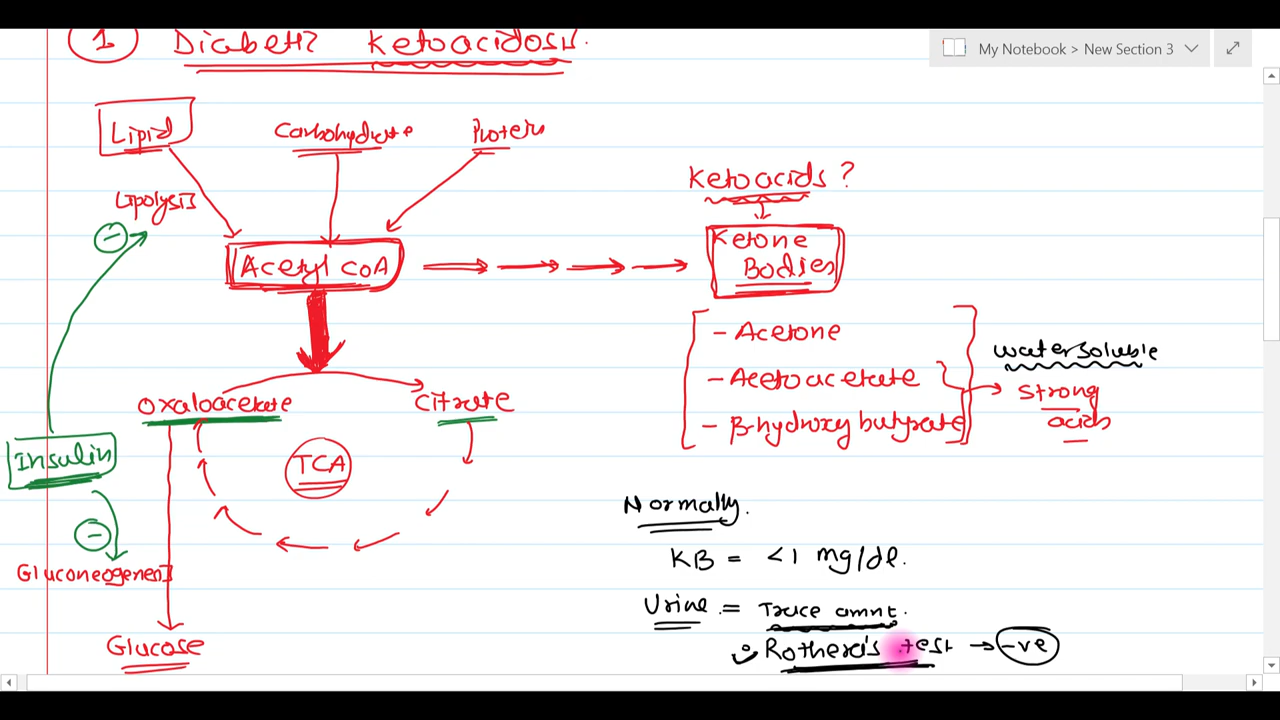 My Notebook > New Section 3
1 Diabetic Ketoacidosis.
Lipid
Carbohydrate
Protein
Lipolysis
Acetyl CoA
Ketoacids ?
Ketone
Bodies
- Acetone
- Acetoacetate
- β-hydroxy butyrate
water soluble
strong
acids
Oxaloacetate
Citrate
TCA
Insulin
Gluconeogenesis
Glucose
Normally.
KB = <1 mg/dl.
Urine = Trace amnt.
Rothera's test → -ve